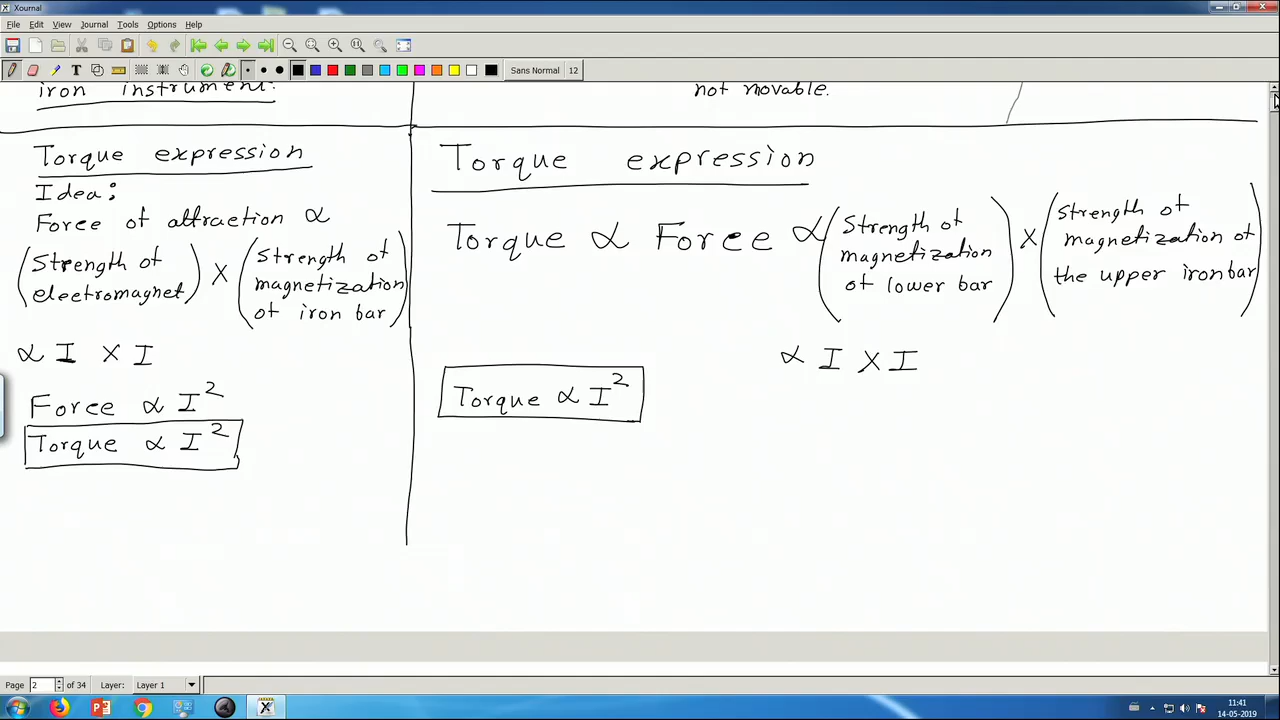 Xournal
File Edit View Journal Tools Options Help
Sans Normal 12
iron instrument.
Torque expression
Idea:
Force of attraction ∝
(Strength of electromagnet) × (Strength of magnetization of iron bar)
∝ I × I
Force ∝ I²
Torque ∝ I²
not movable.
Torque expression
Torque ∝ Force ∝ (Strength of magnetization of lower bar) × (Strength of magnetization of the upper iron bar)
∝ I × I
Torque ∝ I²
Page 2 of 34 Layer: Layer 1
11:41
14-05-2019